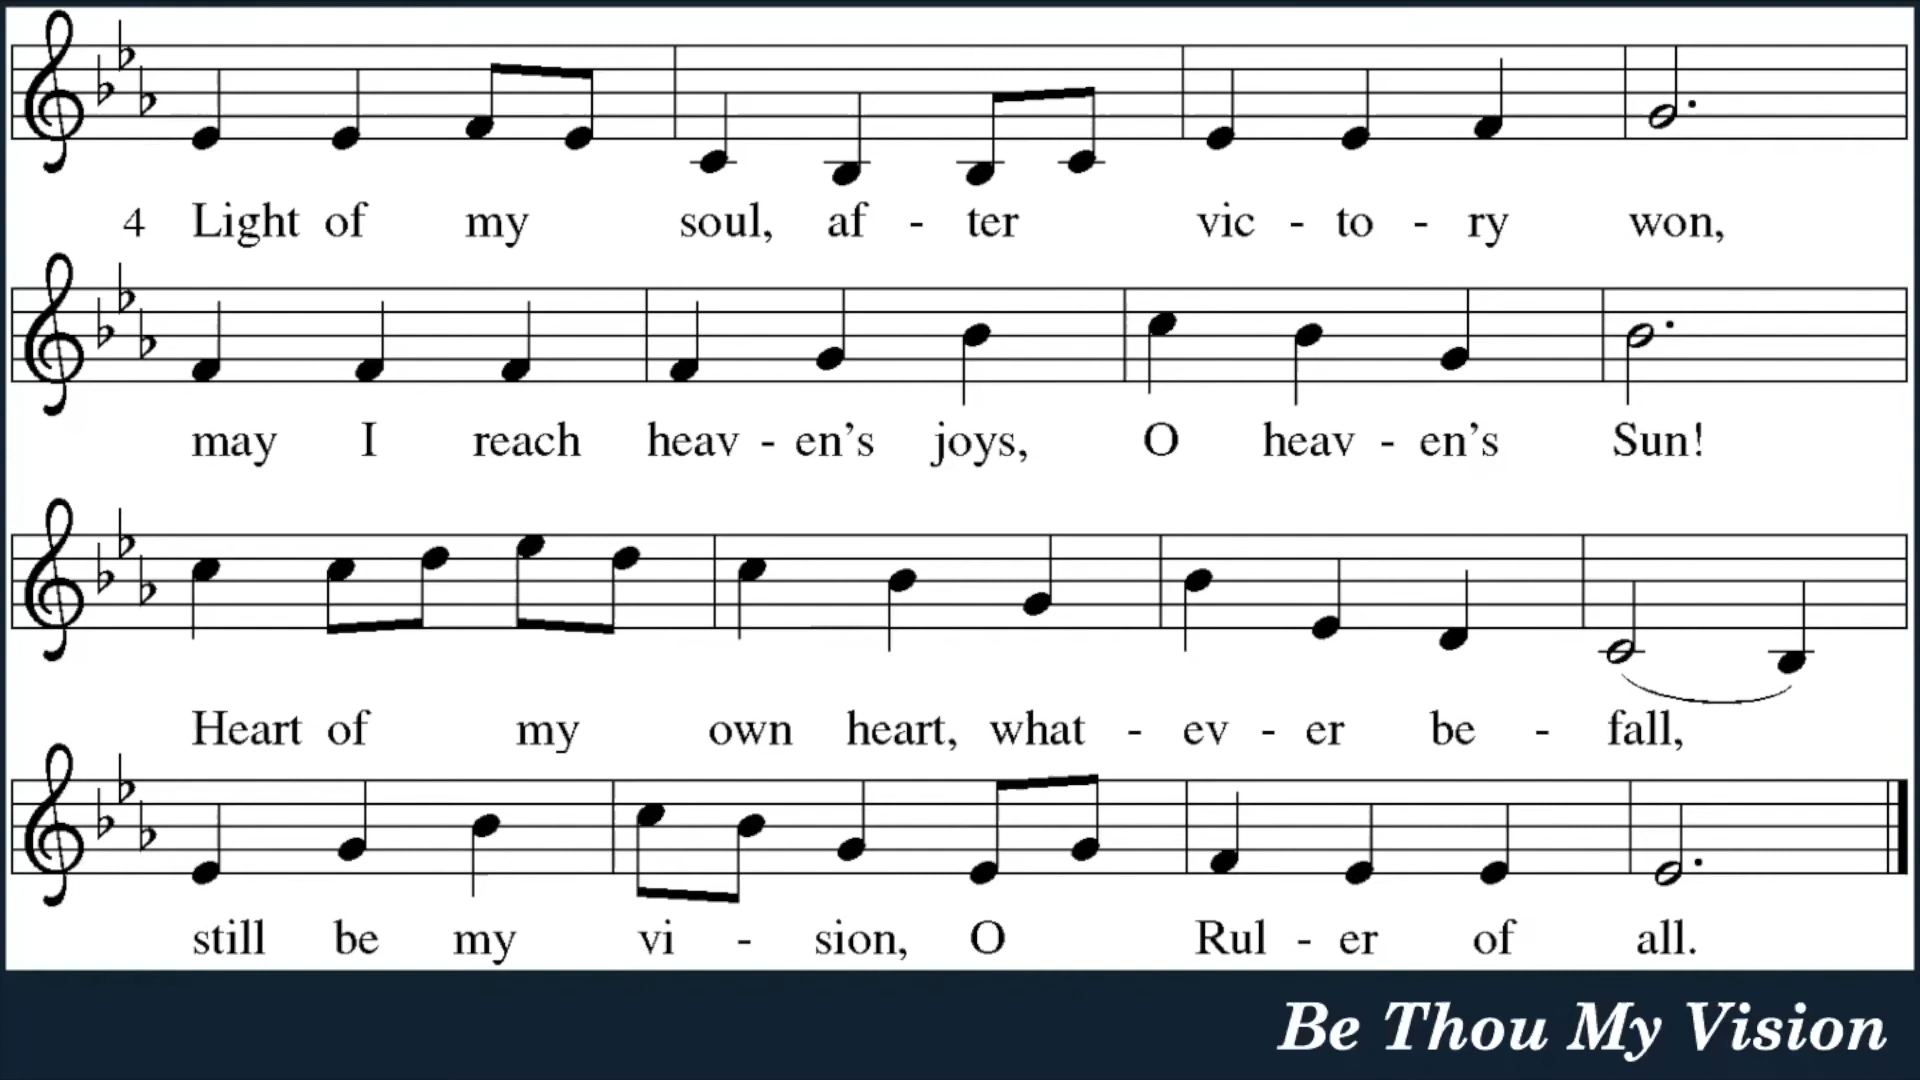 4 Light of my soul, af - ter vic - to - ry won,
may I reach heav - en’s joys, O heav - en’s Sun!
Heart of my own heart, what - ev - er be - fall,
still be my vi - sion, O Rul - er of all.
Be Thou My Vision